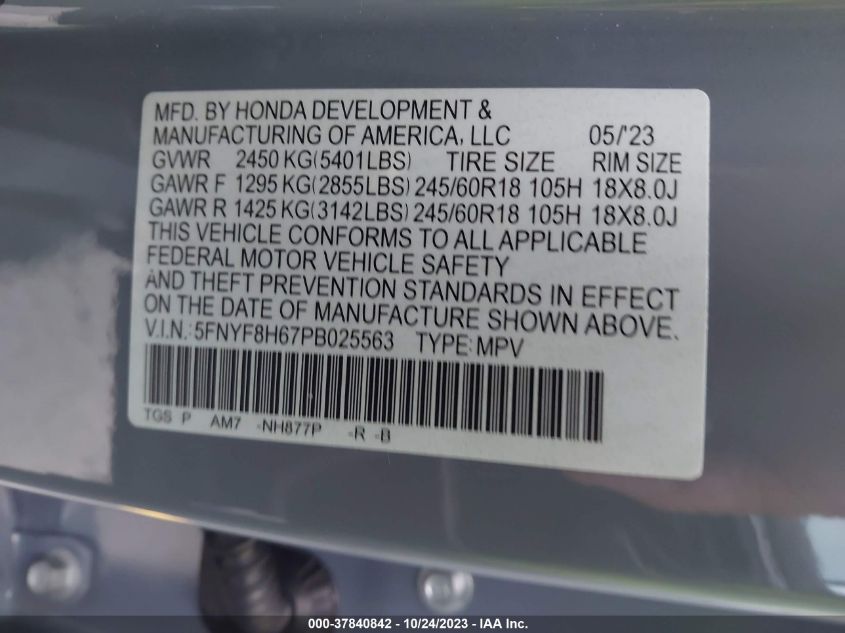 MFD. BY HONDA DEVELOPMENT &
MANUFACTURING OF AMERICA, LLC 05/'23
GVWR 2450 KG(5401LBS) TIRE SIZE RIM SIZE
GAWR F 1295 KG(2855LBS) 245/60R18 105H 18X8.0J
GAWR R 1425 KG(3142LBS) 245/60R18 105H 18X8.0J
THIS VEHICLE CONFORMS TO ALL APPLICABLE
FEDERAL MOTOR VEHICLE SAFETY
AND THEFT PREVENTION STANDARDS IN EFFECT
ON THE DATE OF MANUFACTURE SHOWN ABOVE.
V.I.N.: 5FNYF8H67PB025563 TYPE: MPV
TGS P AM7 -NH877P -R -B
000-37840842 - 10/24/2023 - IAA Inc.